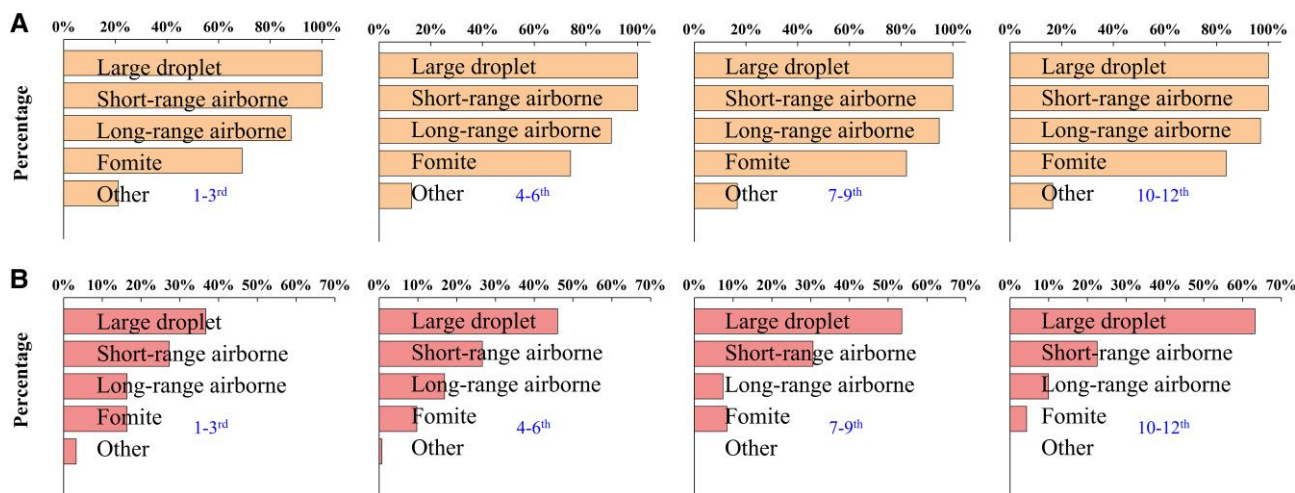 A
0% 20% 40% 60% 80% 100%
Large droplet
Short-range airborne
Long-range airborne
Fomite
Other 1-3rd
Percentage
0% 20% 40% 60% 80% 100%
Large droplet
Short-range airborne
Long-range airborne
Fomite
Other 4-6th
0% 20% 40% 60% 80% 100%
Large droplet
Short-range airborne
Long-range airborne
Fomite
Other 7-9th
0% 20% 40% 60% 80% 100%
Large droplet
Short-range airborne
Long-range airborne
Fomite
Other 10-12th
B
0% 10% 20% 30% 40% 50% 60% 70%
Large droplet
Short-range airborne
Long-range airborne
Fomite 1-3rd
Other
Percentage
0% 10% 20% 30% 40% 50% 60% 70%
Large droplet
Short-range airborne
Long-range airborne
Fomite 4-6th
Other
0% 10% 20% 30% 40% 50% 60% 70%
Large droplet
Short-range airborne
Long-range airborne
Fomite 7-9th
Other
0% 10% 20% 30% 40% 50% 60% 70%
Large droplet
Short-range airborne
Long-range airborne
Fomite 10-12th
Other